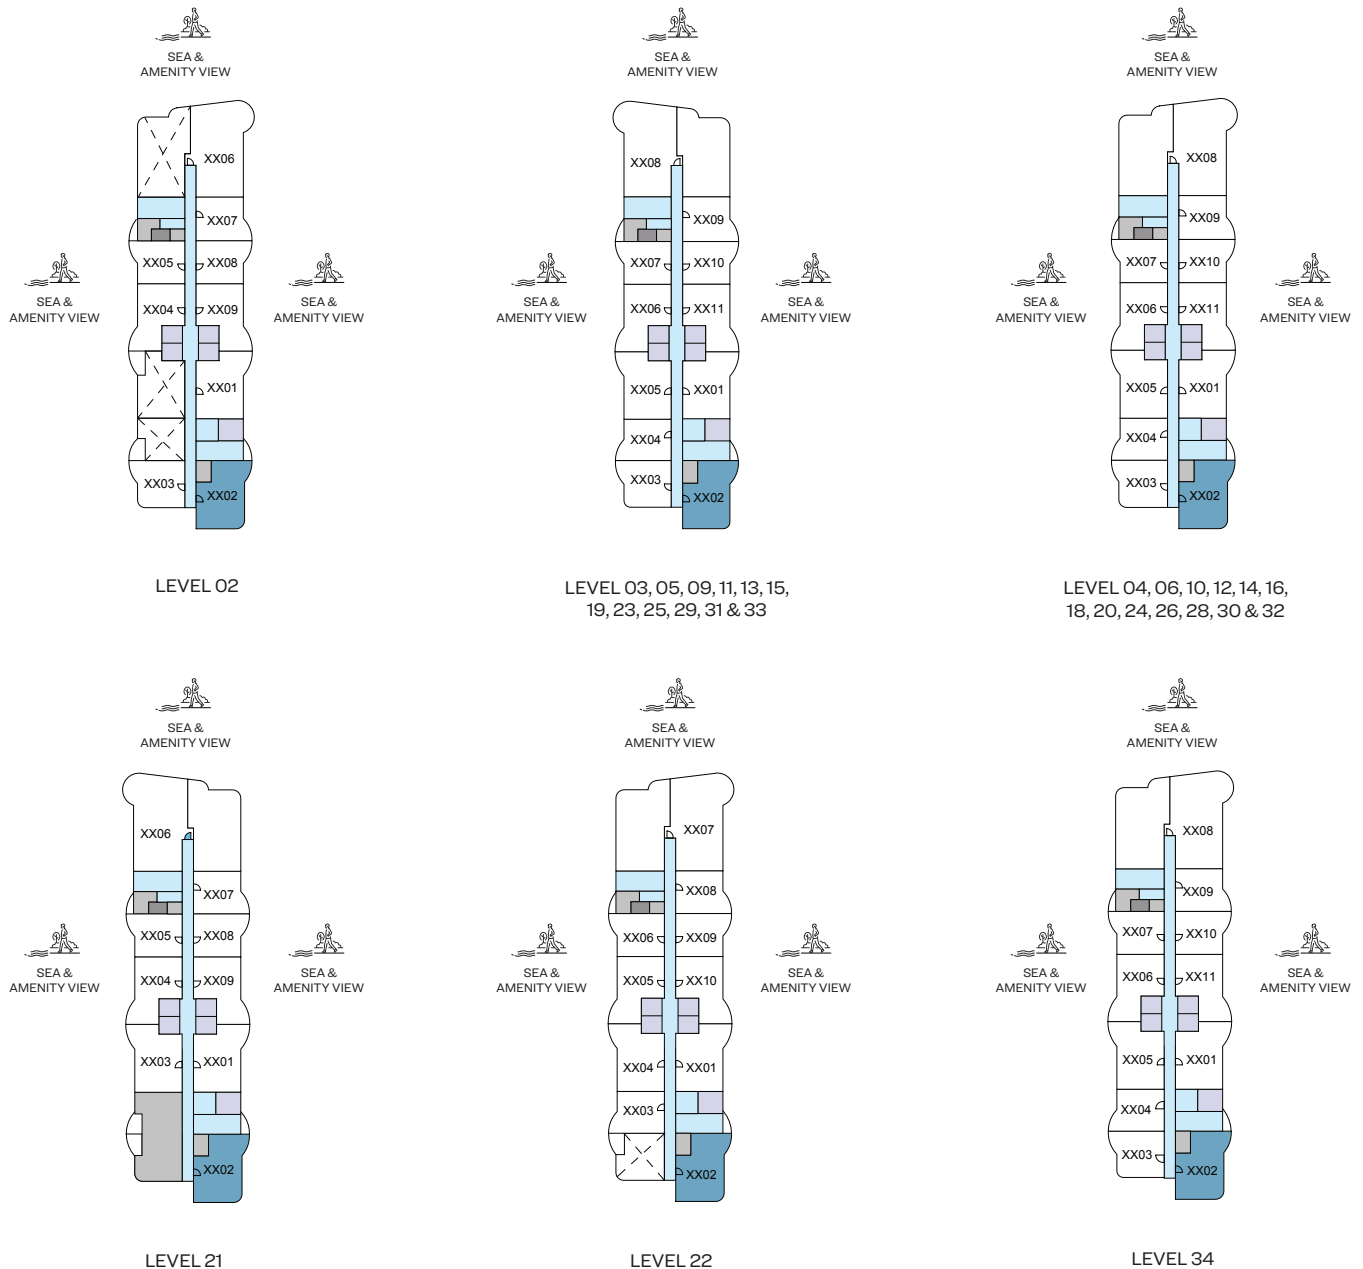 SEA &
AMENITY VIEW
XX06
XX07
XX05
XX08
XX04
XX09
XX01
XX03
XX02
SEA &
AMENITY VIEW
SEA &
AMENITY VIEW
LEVEL 02
SEA &
AMENITY VIEW
XX08
XX09
XX07
XX10
XX06
XX11
XX05
XX01
XX04
XX03
XX02
SEA &
AMENITY VIEW
SEA &
AMENITY VIEW
LEVEL 03, 05, 09, 11, 13, 15,
19, 23, 25, 29, 31 & 33
SEA &
AMENITY VIEW
XX08
XX09
XX07
XX10
XX06
XX11
XX05
XX01
XX04
XX03
XX02
SEA &
AMENITY VIEW
SEA &
AMENITY VIEW
LEVEL 04, 06, 10, 12, 14, 16,
18, 20, 24, 26, 28, 30 & 32
SEA &
AMENITY VIEW
XX06
XX07
XX05
XX08
XX04
XX09
XX03
XX01
XX02
SEA &
AMENITY VIEW
SEA &
AMENITY VIEW
LEVEL 21
SEA &
AMENITY VIEW
XX07
XX08
XX06
XX09
XX05
XX10
XX04
XX01
XX03
XX02
SEA &
AMENITY VIEW
SEA &
AMENITY VIEW
LEVEL 22
SEA &
AMENITY VIEW
XX08
XX09
XX07
XX10
XX06
XX11
XX05
XX01
XX04
XX03
XX02
SEA &
AMENITY VIEW
SEA &
AMENITY VIEW
LEVEL 34